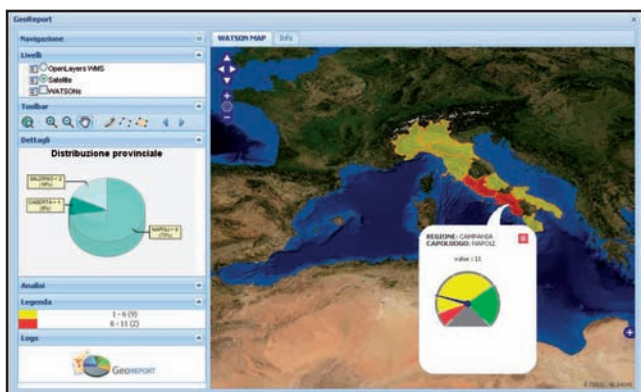 GeoReport
Navigazione
Livelli
OpenLayers WMS
Satellite
WATSONs
Toolbar
Dettagli
Distribuzione provinciale
SALERNO = 2
CASERTA = 1
NAPOLI = 8
(73%)
Analisi
Legenda
1 - 6 (9)
6 - 11 (2)
Logo
GeoREPORT
WATSON MAP
Info
REGIONE: CAMPANIA
CAPOLUOGO: NAPOLI
value : 11